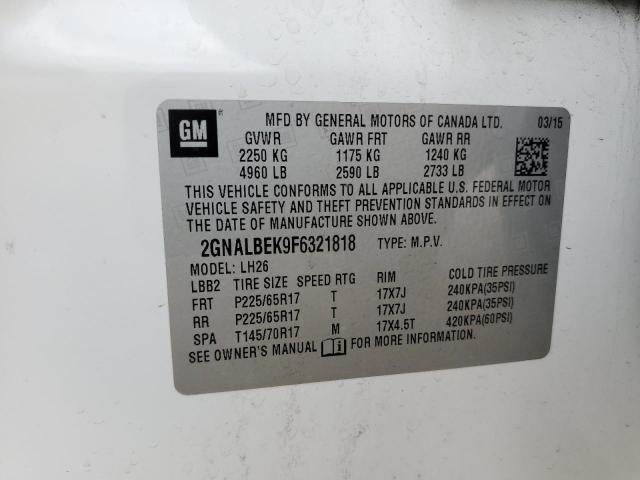 GM
MFD BY GENERAL MOTORS OF CANADA LTD. 03/15
GVWR GAWR FRT GAWR RR
2250 KG 1175 KG 1240 KG
4960 LB 2590 LB 2733 LB
THIS VEHICLE CONFORMS TO ALL APPLICABLE U.S. FEDERAL MOTOR
VEHICLE SAFETY AND THEFT PREVENTION STANDARDS IN EFFECT ON
THE DATE OF MANUFACTURE SHOWN ABOVE.
2GNALBEK9F6321818 TYPE: M.P.V.
MODEL: LH26
LBB2 TIRE SIZE SPEED RTG RIM COLD TIRE PRESSURE
FRT P225/65R17 T 17X7J 240KPA(35PSI)
RR P225/65R17 T 17X7J 240KPA(35PSI)
SPA T145/70R17 M 17X4.5T 420KPA(60PSI)
SEE OWNER'S MANUAL FOR MORE INFORMATION.